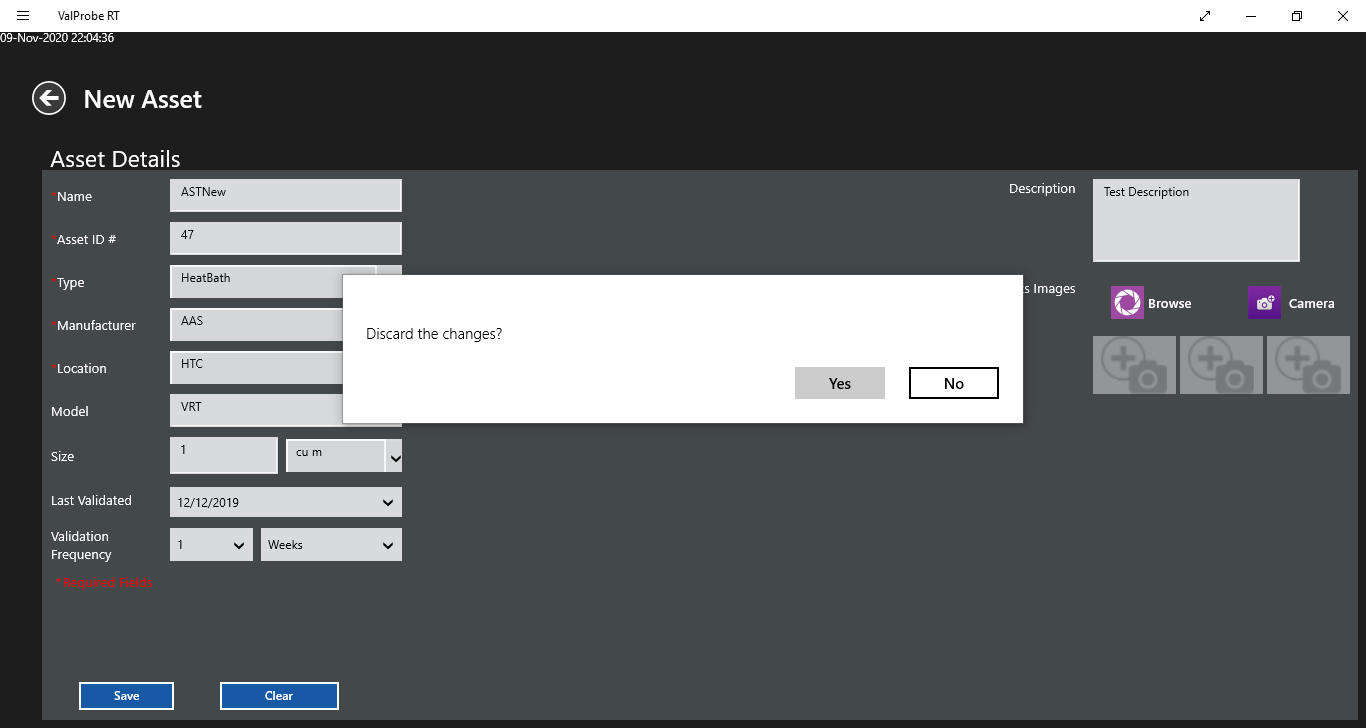 ValProbe RT
09-Nov-2020 22:04:36
New Asset
Asset Details
*Name
ASTNew
*Asset ID #
47
*Type
HeatBath
*Manufacturer
AAS
*Location
HTC
Model
VRT
Size
1
cu m
Last Validated
12/12/2019
Validation
Frequency
1
Weeks
*Required Fields
Description
Test Description
s Images
Browse
Camera
Discard the changes?
Yes
No
Save
Clear